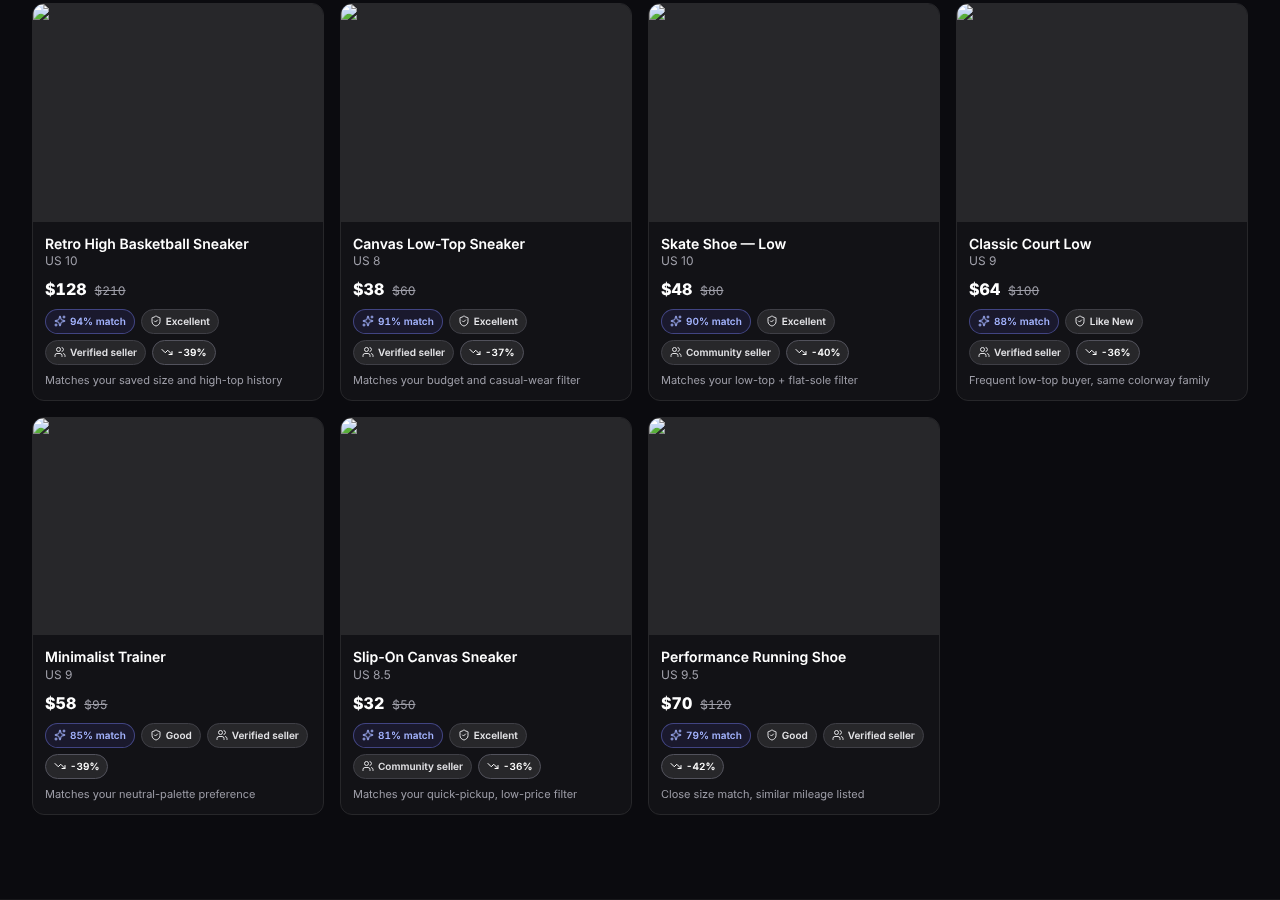 Retro High Basketball Sneaker
US 10
$128 $210
94% match Excellent
Verified seller -39%
Matches your saved size and high-top history
Canvas Low-Top Sneaker
US 8
$38 $60
91% match Excellent
Verified seller -37%
Matches your budget and casual-wear filter
Skate Shoe — Low
US 10
$48 $80
90% match Excellent
Community seller -40%
Matches your low-top + flat-sole filter
Classic Court Low
US 9
$64 $100
88% match Like New
Verified seller -36%
Frequent low-top buyer, same colorway family
Minimalist Trainer
US 9
$58 $95
85% match Good Verified seller
-39%
Matches your neutral-palette preference
Slip-On Canvas Sneaker
US 8.5
$32 $50
81% match Excellent
Community seller -36%
Matches your quick-pickup, low-price filter
Performance Running Shoe
US 9.5
$70 $120
79% match Good Verified seller
-42%
Close size match, similar mileage listed